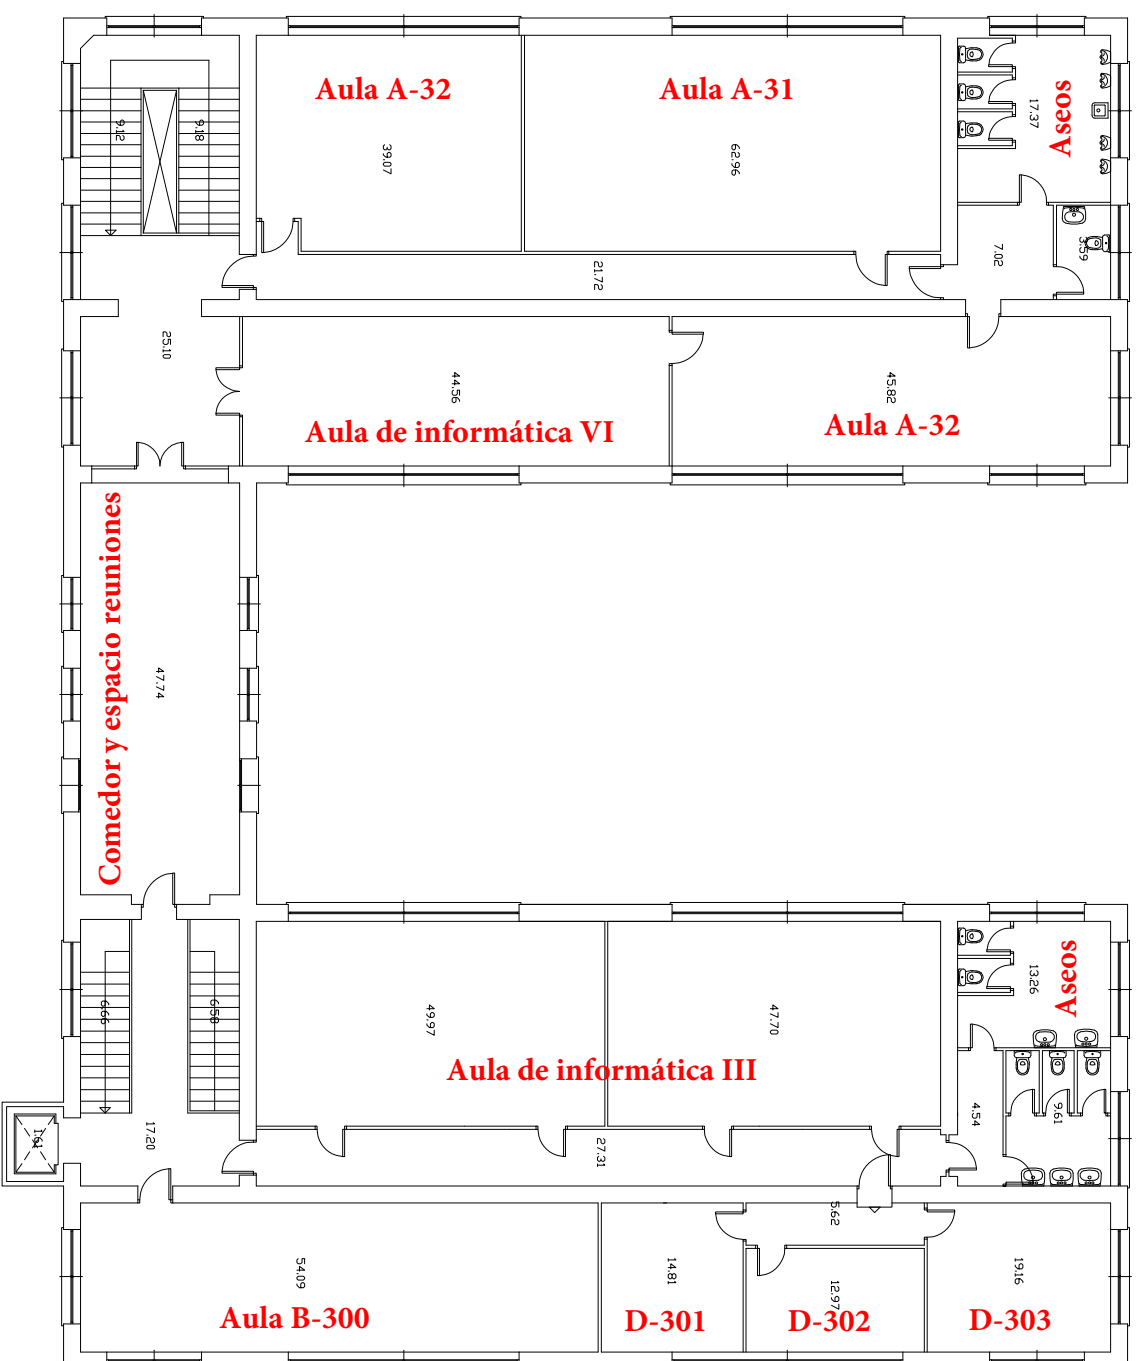 Aula A-32
Aula A-31
Aseos
9.12
9.18
39.07
62.96
17.37
7.02
3.59
21.72
25.10
44.56
45.82
Aula de informática VI
Aula A-32
Comedor y espacio reuniones
47.74
6.66
6.58
49.97
47.70
13.26
Aseos
Aula de informática III
4.54
9.61
1.61
17.20
27.31
5.62
54.09
14.81
12.97
19.16
Aula B-300
D-301
D-302
D-303